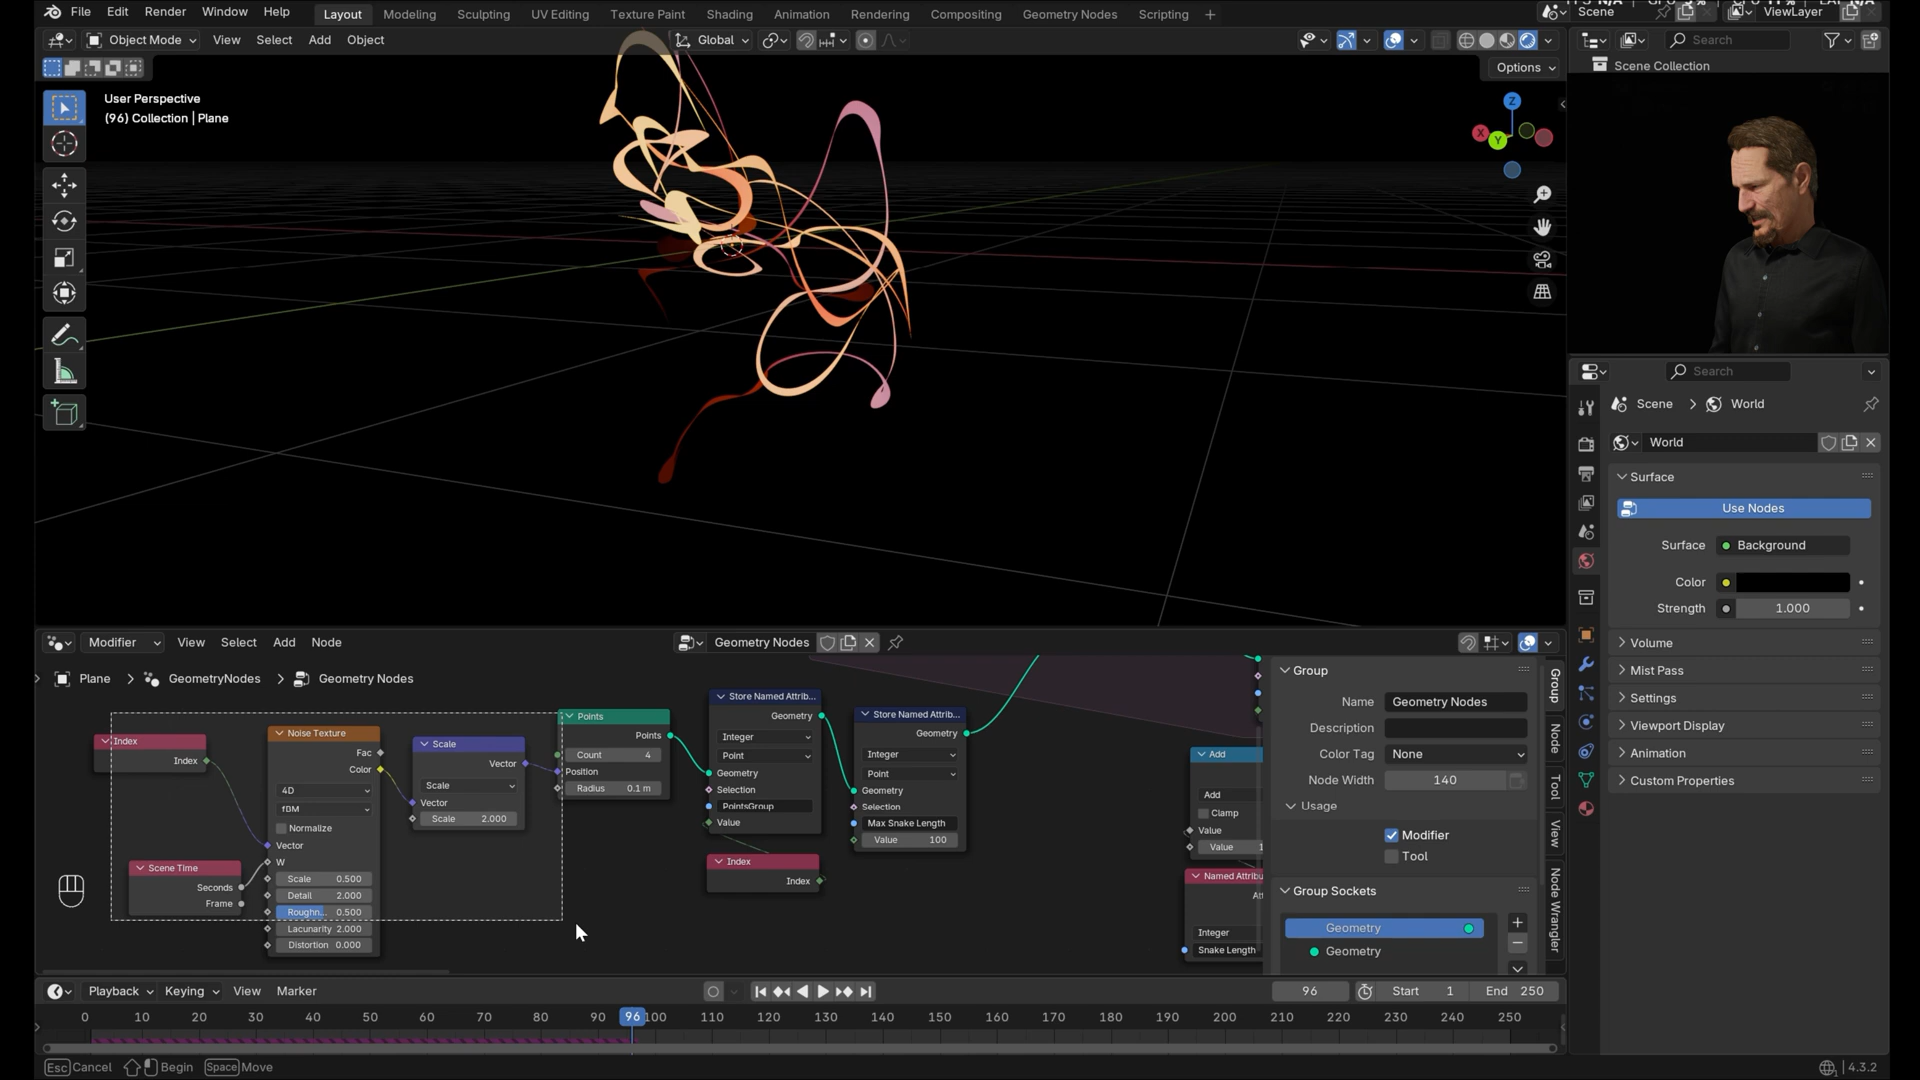 File Edit Render Window Help
Layout Modeling Sculpting UV Editing Texture Paint Shading Animation Rendering Compositing Geometry Nodes Scripting +
Scene
ViewLayer
Object Mode View Select Add Object
Global
Search
Options
Scene Collection
User Perspective
(96) Collection | Plane
Z
X
Y
Search
Scene > World
World
Surface
Use Nodes
Surface Background
Color
Strength 1.000
Volume
Mist Pass
Settings
Viewport Display
Animation
Custom Properties
Modifier View Select Add Node
Geometry Nodes
Plane > GeometryNodes > Geometry Nodes
Index
Index
Scene Time
Seconds
Frame
Noise Texture
Fac
Color
4D
fBM
Normalize
Vector
W
Scale 0.500
Detail 2.000
Roughn... 0.500
Lacunarity 2.000
Distortion 0.000
Scale
Vector
Scale
Vector
Scale 2.000
Points
Points
Count 4
Position
Radius 0.1 m
Store Named Attrib...
Geometry
Integer
Point
Geometry
Selection
PointsGroup
Value
Index
Index
Store Named Attrib...
Geometry
Integer
Point
Geometry
Selection
Max Snake Length
Value 100
Add
Add
Clamp
Value
Value
Named Attribu
Integer
Snake Length
Group
Name Geometry Nodes
Description
Color Tag None
Node Width 140
Usage
Modifier
Tool
Group Sockets
Geometry
Geometry
Group
Node
Tool
View
Node Wrangler
Playback Keying View Marker
96 Start 1 End 250
0 10 20 30 40 50 60 70 80 90 96 100 110 120 130 140 150 160 170 180 190 200 210 220 230 240 250
Esc Cancel Begin Space Move
4.3.2